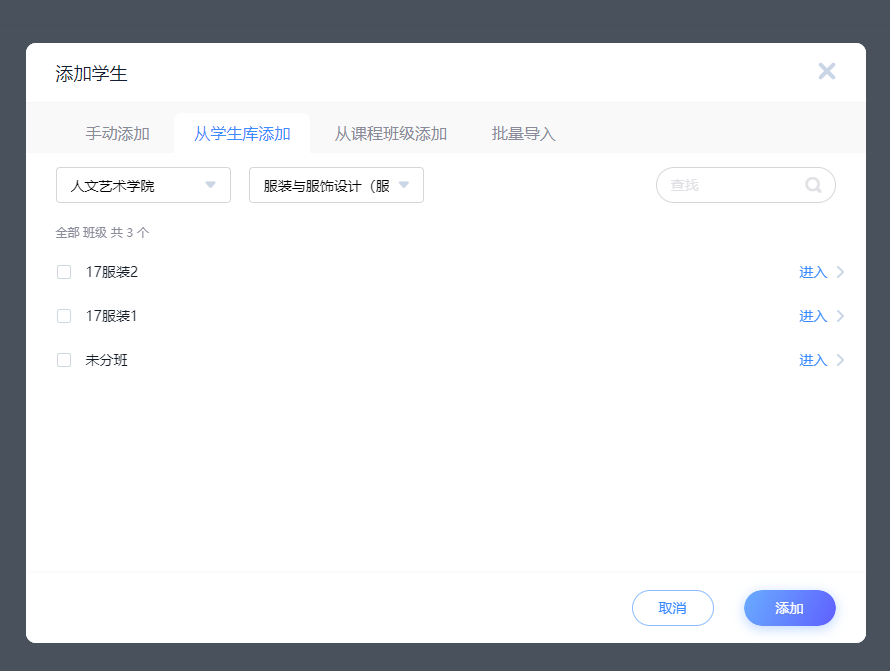 添加学生
手动添加 从学生库添加 从课程班级添加 批量导入
人文艺术学院 服装与服饰设计（服 查找
全部 班级 共 3 个
17服装2 进入
17服装1 进入
未分班 进入
取消 添加